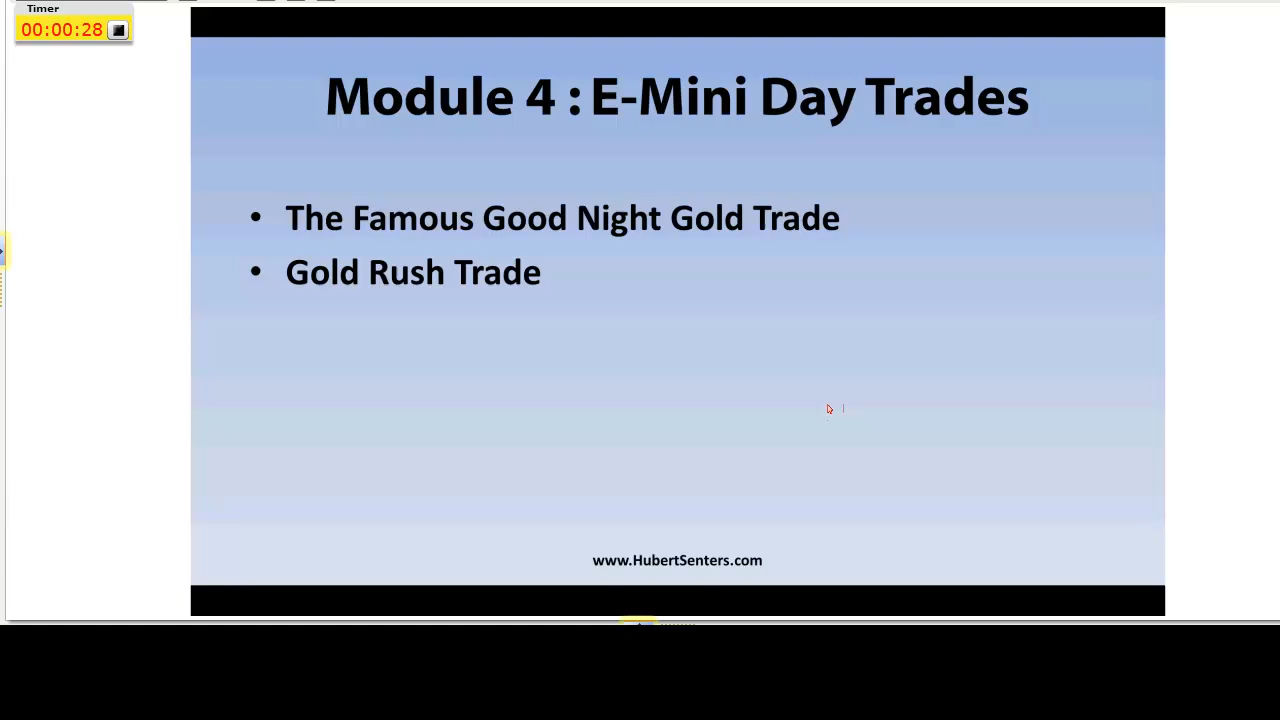 Timer
00:00:28
Module 4 : E-Mini Day Trades
• The Famous Good Night Gold Trade
• Gold Rush Trade
www.HubertSenters.com